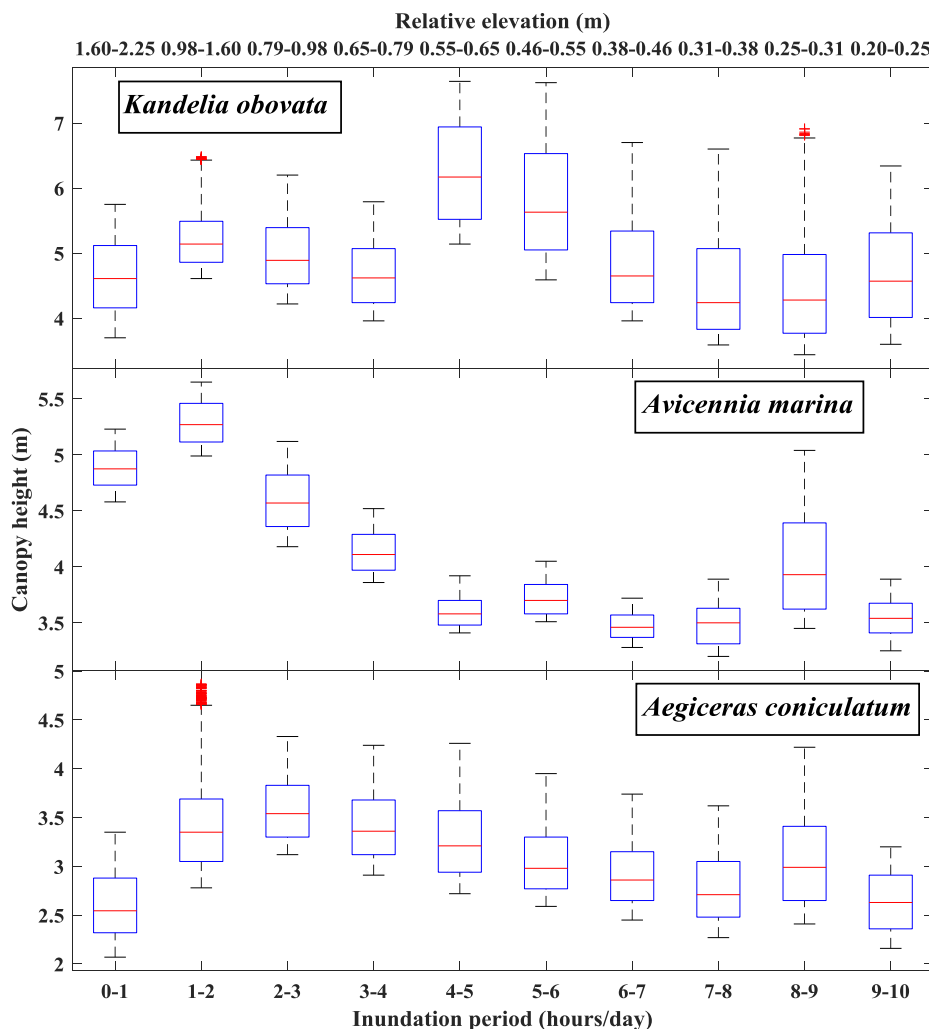 Relative elevation (m)
1.60-2.25 0.98-1.60 0.79-0.98 0.65-0.79 0.55-0.65 0.46-0.55 0.38-0.46 0.31-0.38 0.25-0.31 0.20-0.25
Kandelia obovata
7
6
5
4
Avicennia marina
5.5
5
4.5
4
3.5
Canopy height (m)
Aegiceras coniculatum
5
4.5
4
3.5
3
2.5
2
0-1 1-2 2-3 3-4 4-5 5-6 6-7 7-8 8-9 9-10
Inundation period (hours/day)